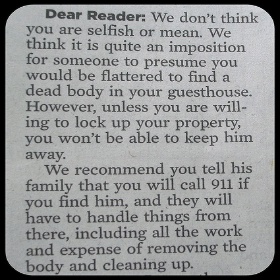 Dear Reader: We don't think
you are selfish or mean. We
think it is quite an imposition
for someone to presume you
would be flattered to find a
dead body in your guesthouse.
However, unless you are will-
ing to lock up your property,
you won't be able to keep him
away.
We recommend you tell his
family that you will call 911 if
you find him, and they will
have to handle things from
there, including all the work
and expense of removing the
body and cleaning up.